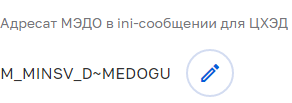 Адресат МЭДО в ini-сообщении для ЦХЭД
M_MINSV_D~MEDOGU